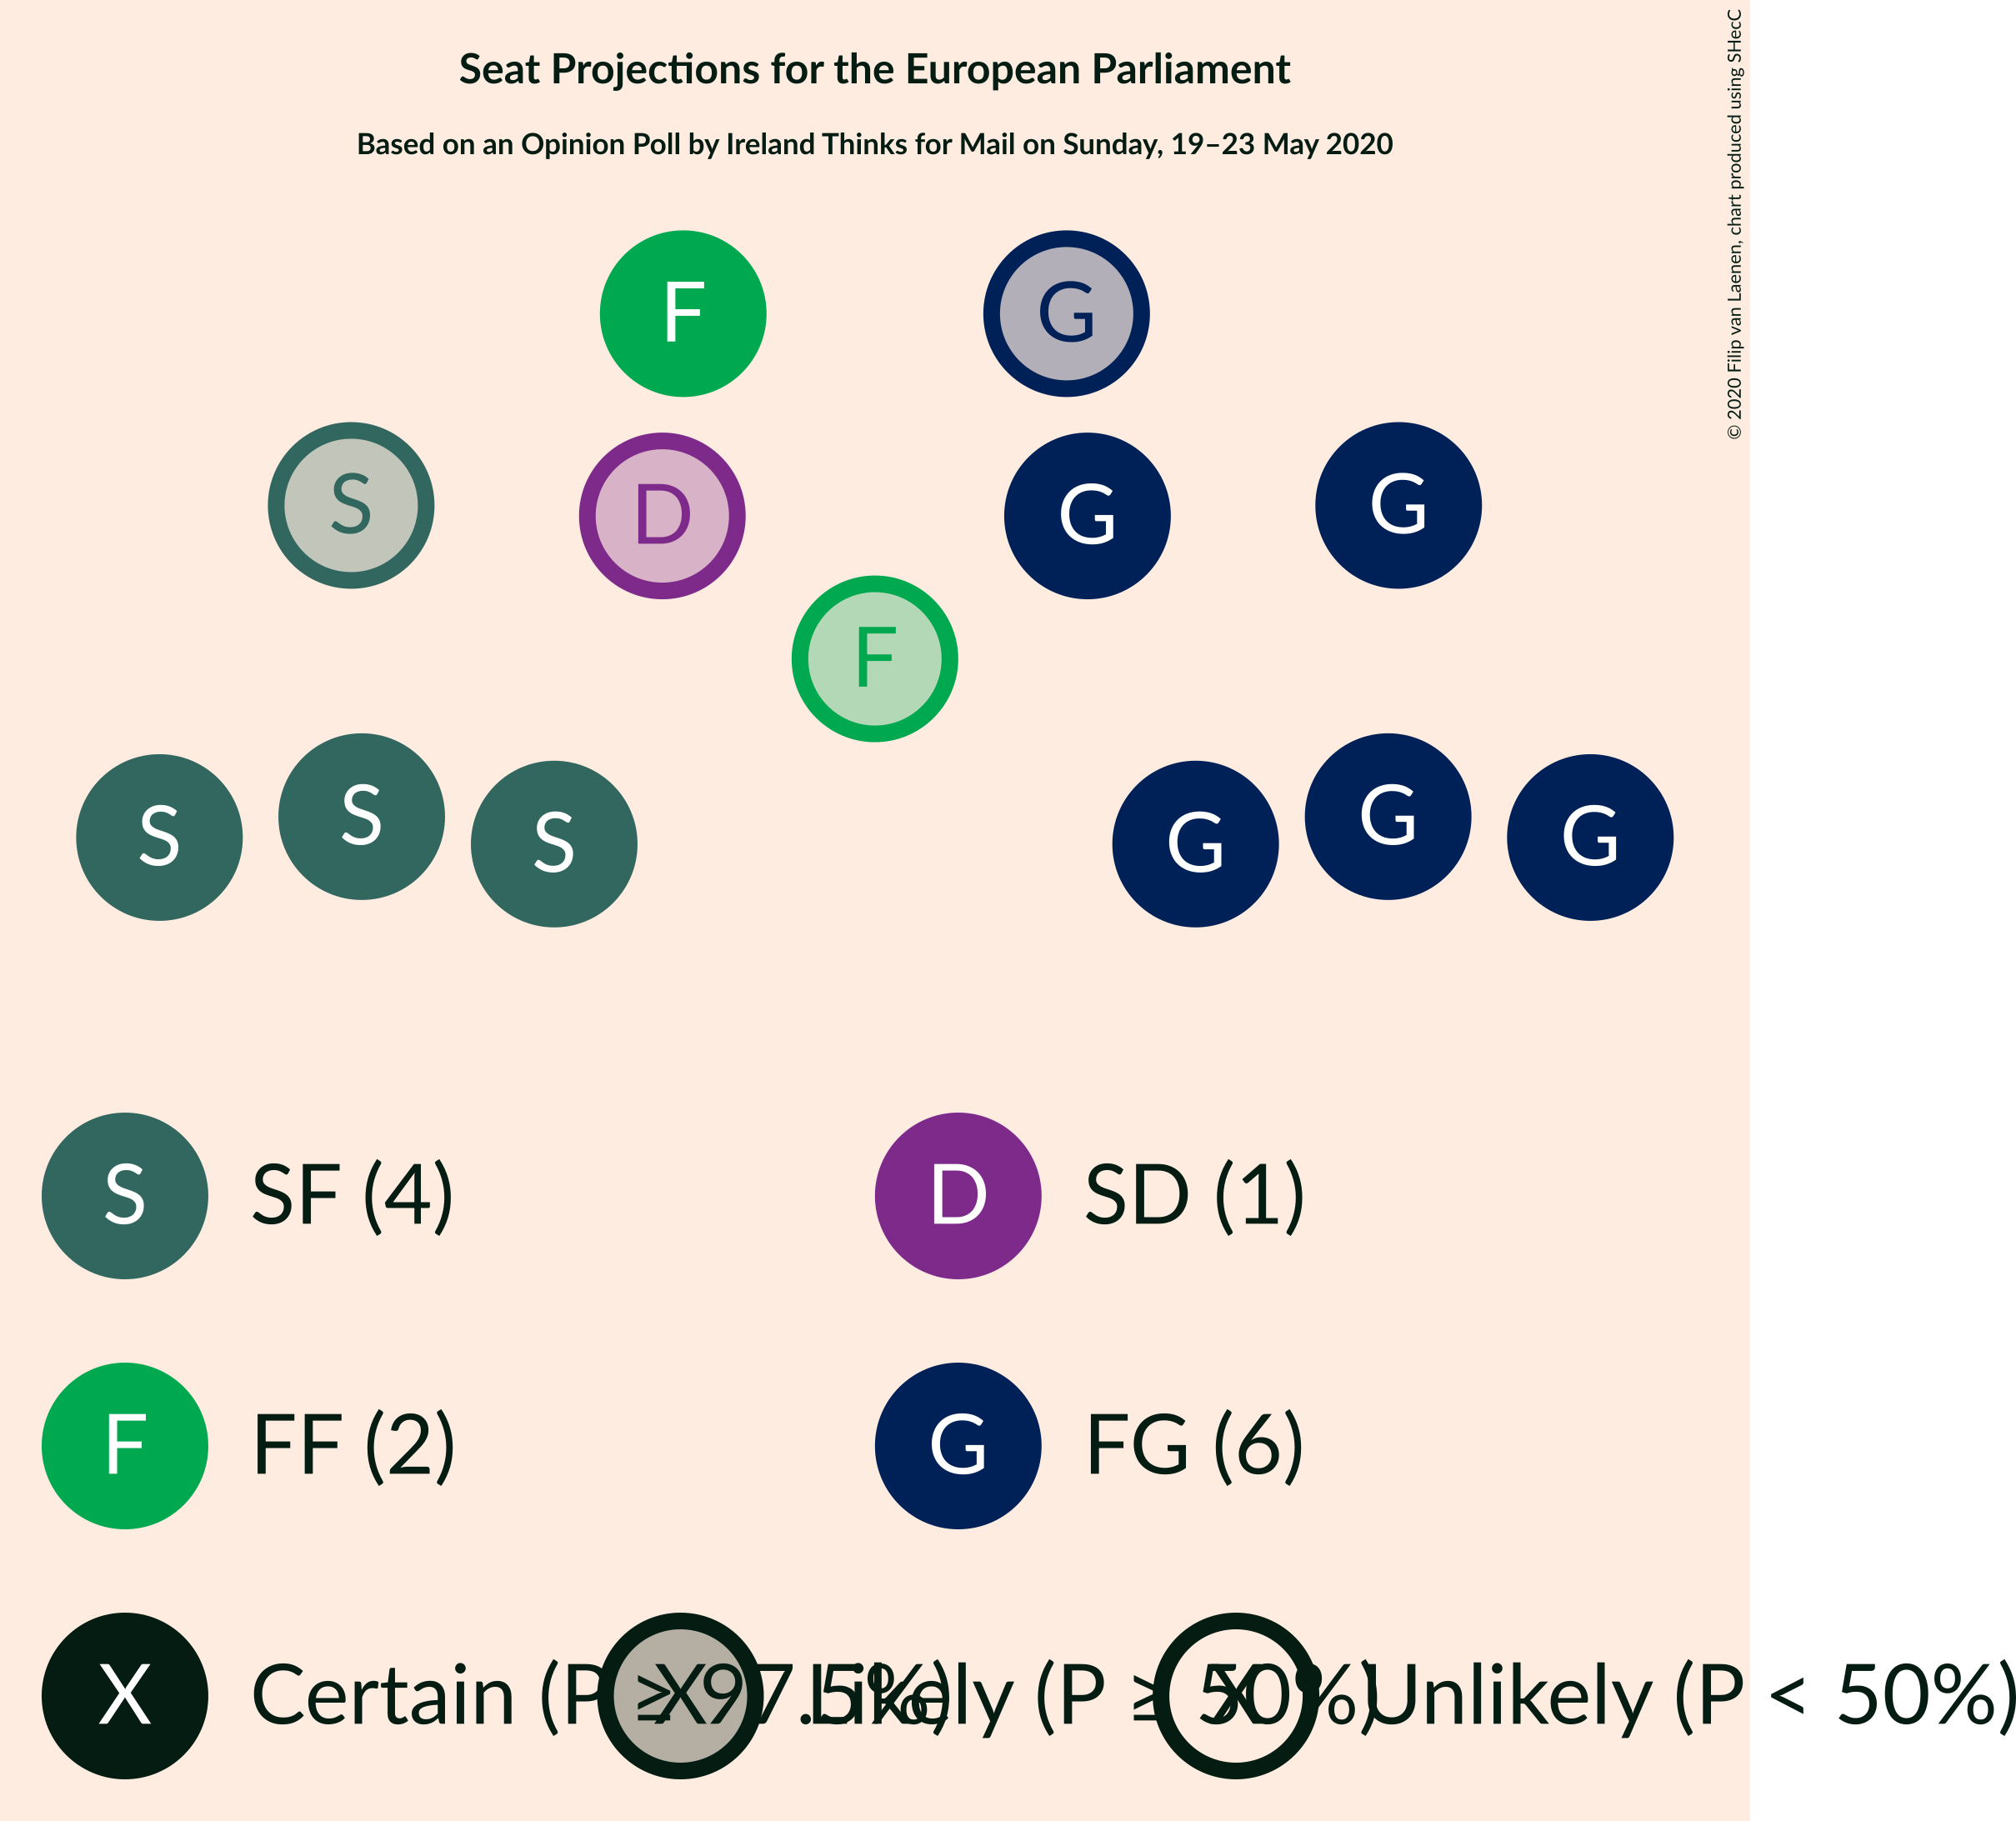 Seat Projections for the European Parliament
Based on an Opinion Poll by Ireland Thinks for Mail on Sunday, 19–23 May 2020
© 2020 Filip van Laenen, chart produced using SHecC
F G
S D G G
F
S S S G G G
S SF (4) D SD (1)
F FF (2) G FG (6)
X Certain (P ≥ 97.5%) X Likely (P ≥ 50%) X Unlikely (P < 50%)